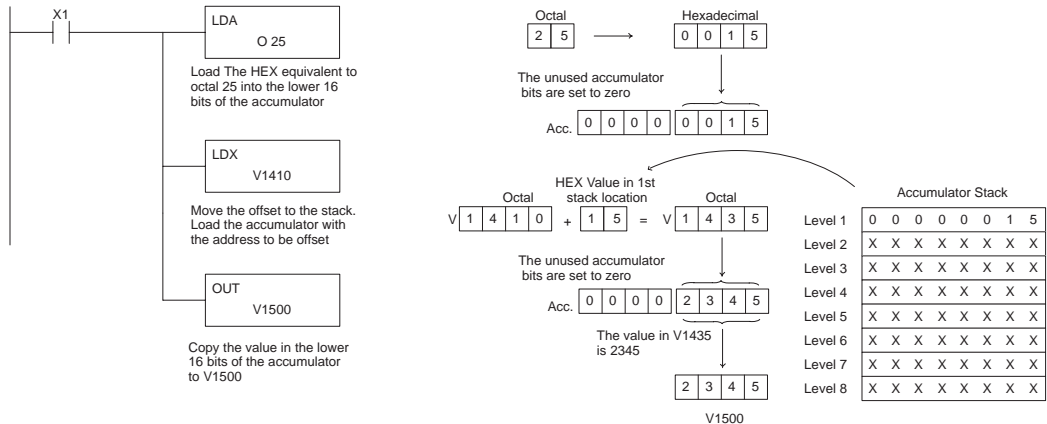 X1
LDA
O 25
Load The HEX equivalent to
octal 25 into the lower 16
bits of the accumulator
LDX
V1410
Move the offset to the stack.
Load the accumulator with
the address to be offset
OUT
V1500
Copy the value in the lower
16 bits of the accumulator
to V1500
Octal
Hexadecimal
2 5
0 0 1 5
The unused accumulator
bits are set to zero
Acc. 0 0 0 0 0 0 1 5
HEX Value in 1st
stack location
Octal
Octal
V 1 4 1 0 + 1 5 = V 1 4 3 5
The unused accumulator
bits are set to zero
Acc. 0 0 0 0 2 3 4 5
The value in V1435
is 2345
2 3 4 5
V1500
Accumulator Stack
Level 1 0 0 0 0 0 0 1 5
Level 2 X X X X X X X X
Level 3 X X X X X X X X
Level 4 X X X X X X X X
Level 5 X X X X X X X X
Level 6 X X X X X X X X
Level 7 X X X X X X X X
Level 8 X X X X X X X X